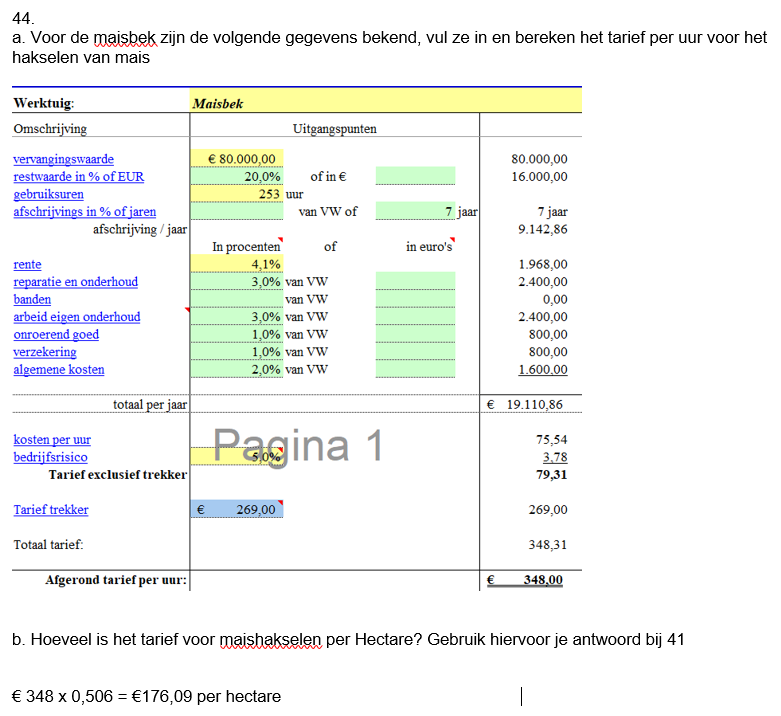 44.
a. Voor de maisbek zijn de volgende gegevens bekend, vul ze in en bereken het tarief per uur voor het
hakselen van mais
Werktuig: Maisbek
Omschrijving Uitgangspunten
vervangingswaarde € 80.000,00 80.000,00
restwaarde in % of EUR 20,0% of in € 16.000,00
gebruiksuren 253 uur
afschrijvings in % of jaren van VW of 7 jaar 7 jaar
afschrijving / jaar 9.142,86
In procenten of in euro's
rente 4,1% 1.968,00
reparatie en onderhoud 3,0% van VW 2.400,00
banden van VW 0,00
arbeid eigen onderhoud 3,0% van VW 2.400,00
onroerend goed 1,0% van VW 800,00
verzekering 1,0% van VW 800,00
algemene kosten 2,0% van VW 1.600,00
totaal per jaar € 19.110,86
Pagina 1
kosten per uur 75,54
bedrijfsrisico 5,0% 3,78
Tarief exclusief trekker 79,31
Tarief trekker € 269,00 269,00
Totaal tarief: 348,31
Afgerond tarief per uur: € 348,00
b. Hoeveel is het tarief voor maishakselen per Hectare? Gebruik hiervoor je antwoord bij 41
€ 348 x 0,506 = €176,09 per hectare